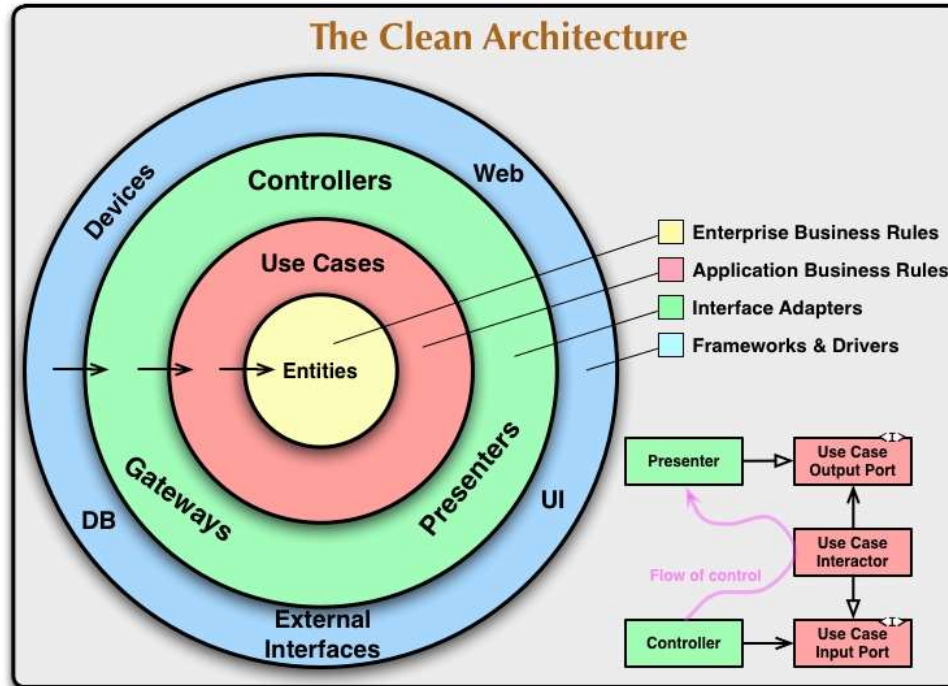 The Clean Architecture
Devices
Web
Controllers
Use Cases
Entities
Gateways
Presenters
DB
UI
External
Interfaces
Enterprise Business Rules
Application Business Rules
Interface Adapters
Frameworks & Drivers
Presenter
<I>
Use Case
Output Port
Use Case
Interactor
Flow of control
Controller
<I>
Use Case
Input Port